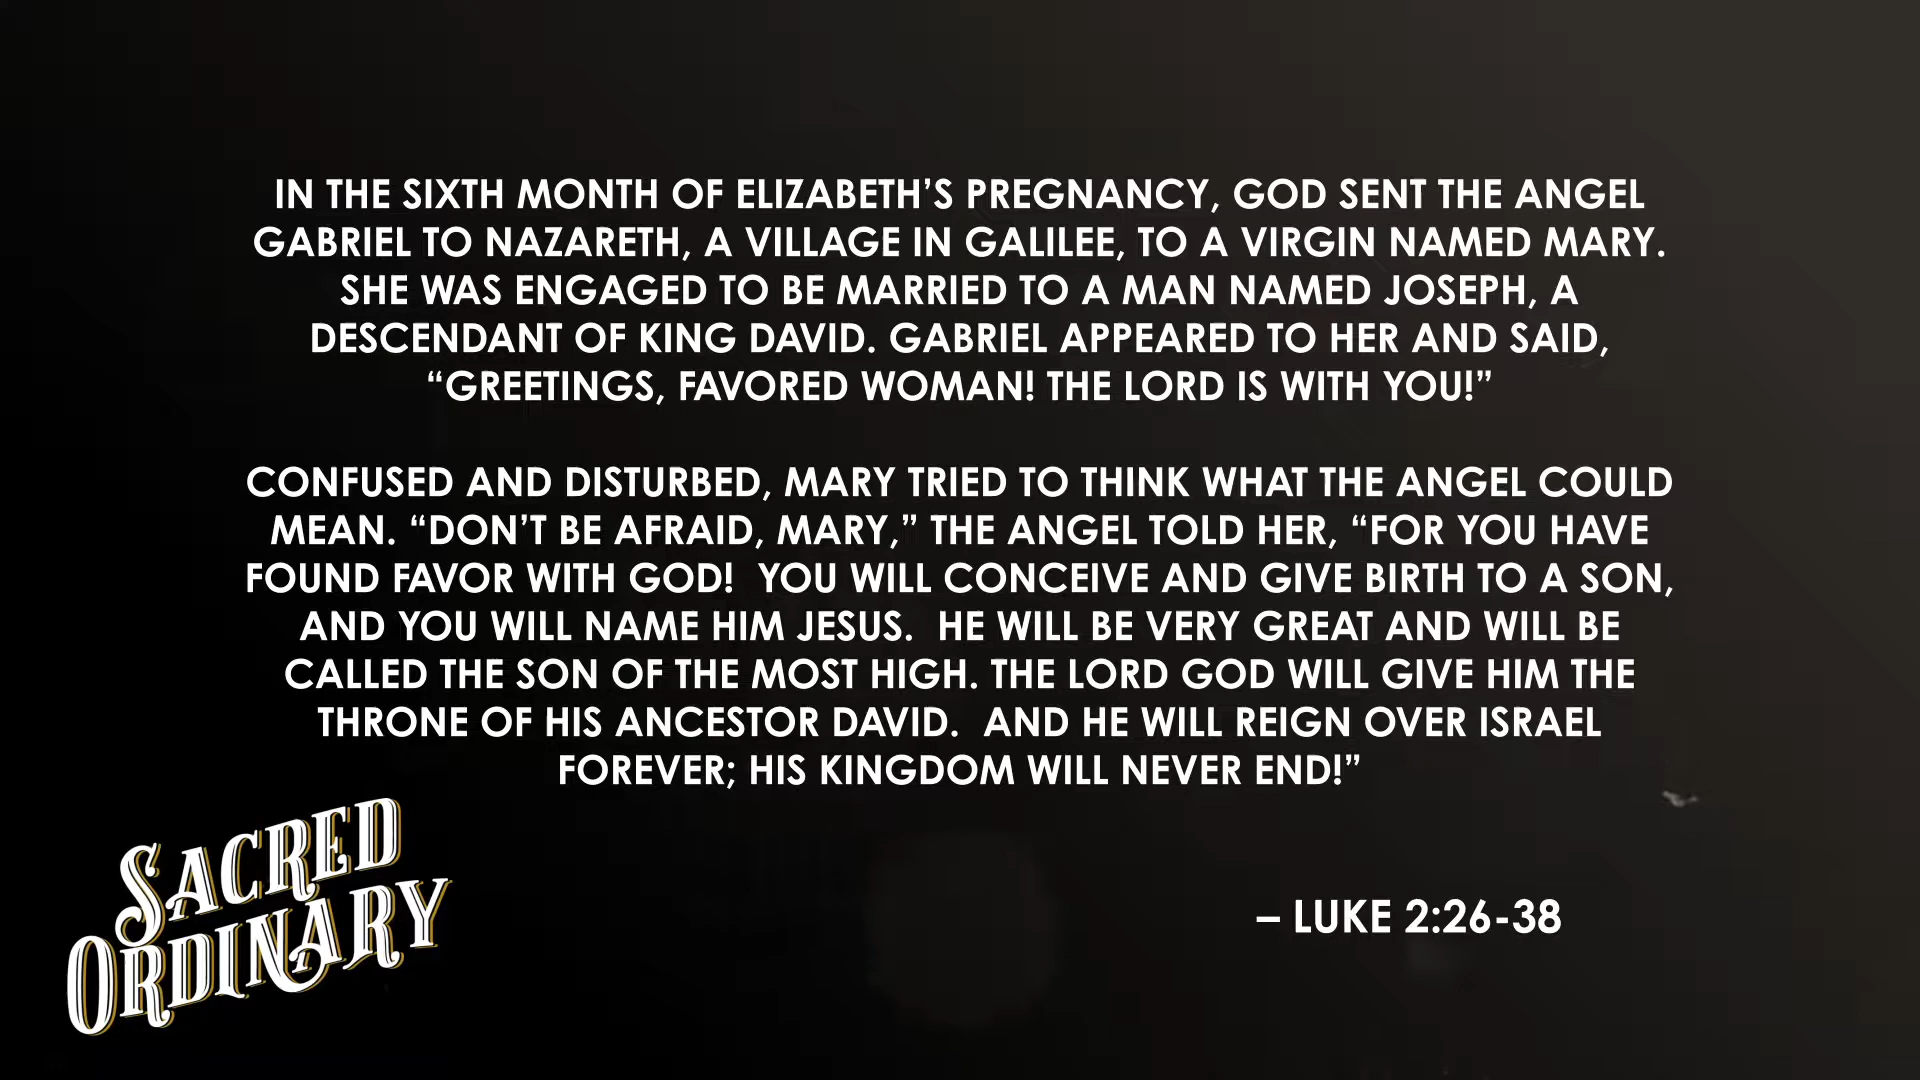 IN THE SIXTH MONTH OF ELIZABETH’S PREGNANCY, GOD SENT THE ANGEL
GABRIEL TO NAZARETH, A VILLAGE IN GALILEE, TO A VIRGIN NAMED MARY.
SHE WAS ENGAGED TO BE MARRIED TO A MAN NAMED JOSEPH, A
DESCENDANT OF KING DAVID. GABRIEL APPEARED TO HER AND SAID,
“GREETINGS, FAVORED WOMAN! THE LORD IS WITH YOU!”
CONFUSED AND DISTURBED, MARY TRIED TO THINK WHAT THE ANGEL COULD
MEAN. “DON’T BE AFRAID, MARY,” THE ANGEL TOLD HER, “FOR YOU HAVE
FOUND FAVOR WITH GOD!  YOU WILL CONCEIVE AND GIVE BIRTH TO A SON,
AND YOU WILL NAME HIM JESUS.  HE WILL BE VERY GREAT AND WILL BE
CALLED THE SON OF THE MOST HIGH. THE LORD GOD WILL GIVE HIM THE
THRONE OF HIS ANCESTOR DAVID.  AND HE WILL REIGN OVER ISRAEL
FOREVER; HIS KINGDOM WILL NEVER END!”
– LUKE 2:26-38
SACRED
ORDINARY